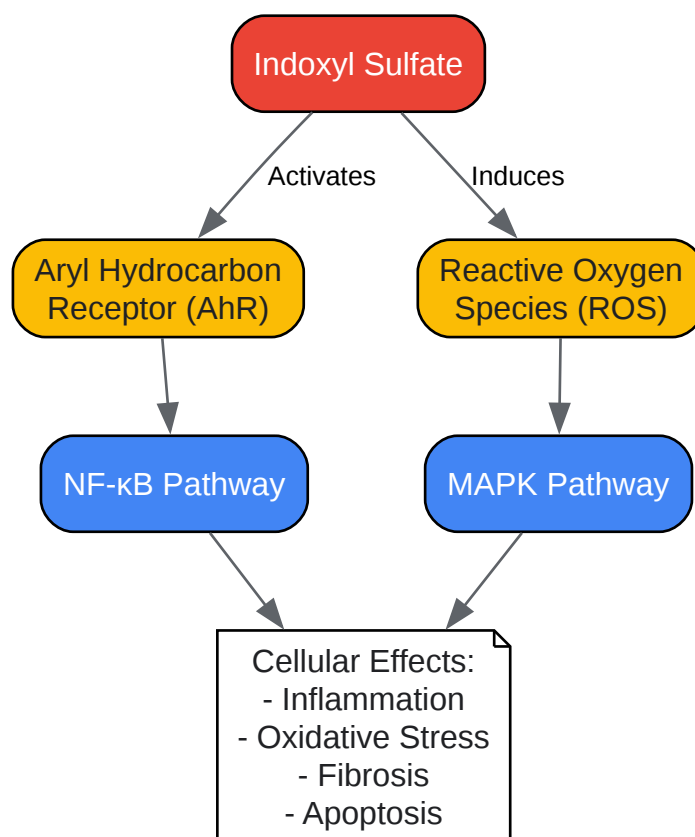 Indoxyl Sulfate
Activates
Induces
Aryl Hydrocarbon
Receptor (AhR)
Reactive Oxygen
Species (ROS)
NF-κB Pathway
MAPK Pathway
Cellular Effects:
- Inflammation
- Oxidative Stress
- Fibrosis
- Apoptosis